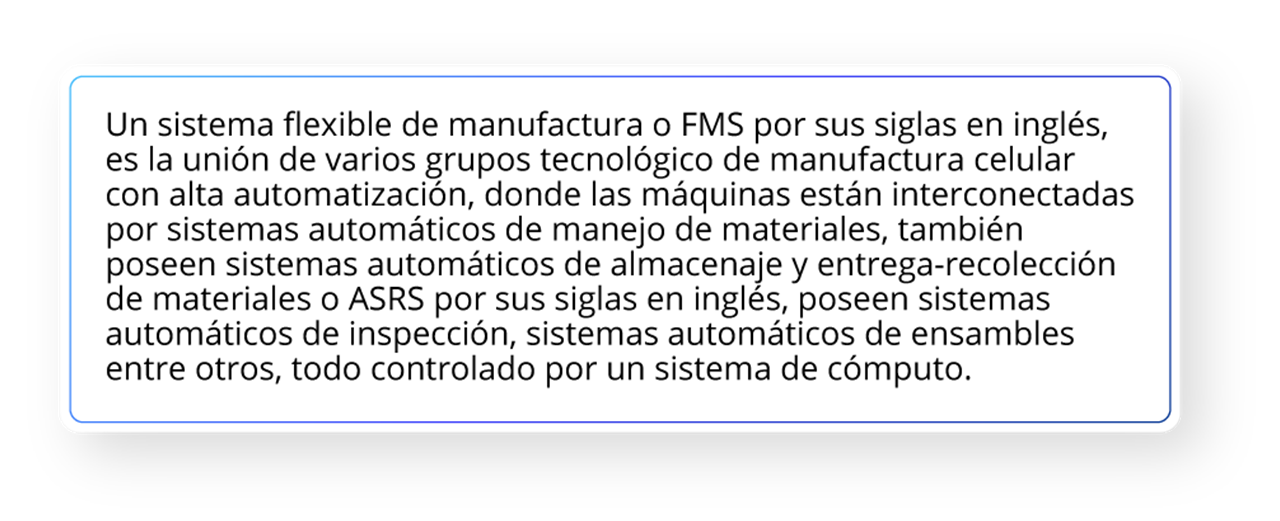 Un sistema flexible de manufactura o FMS por sus siglas en inglés,
es la unión de varios grupos tecnológico de manufactura celular
con alta automatización, donde las máquinas están interconectadas
por sistemas automáticos de manejo de materiales, también
poseen sistemas automáticos de almacenaje y entrega-recolección
de materiales o ASRS por sus siglas en inglés, poseen sistemas
automáticos de inspección, sistemas automáticos de ensambles
entre otros, todo controlado por un sistema de cómputo.